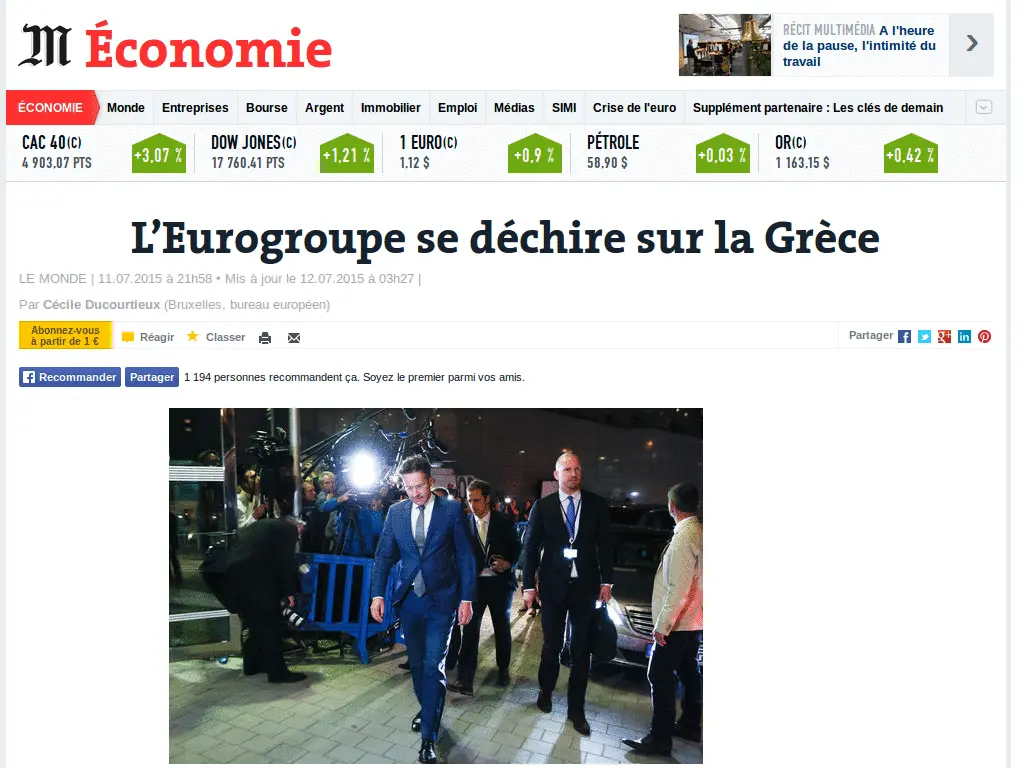 M Économie
RÉCIT MULTIMÉDIA A l'heure
de la pause, l'intimité du
travail
ÉCONOMIE Monde Entreprises Bourse Argent Immobilier Emploi Médias SIMI Crise de l'euro Supplément partenaire : Les clés de demain
CAC 40(C) DOW JONES(C) 1 EURO(C) PÉTROLE OR(C)
4 903.07 PTS +3,07 % 17 760.41 PTS +1,21 % 1.12 $ +0,9 % 58,90 $ +0,03 % 1 163,15 $ +0,42 %
L'Eurogroupe se déchire sur la Grèce
LE MONDE | 11.07.2015 à 21h58 • Mis à jour le 12.07.2015 à 03h27 |
Par Cécile Ducourtieux (Bruxelles, bureau européen)
Abonnez-vous
à partir de 1 €
Réagir Classer
Partager
Recommander Partager 1 194 personnes recommandent ça. Soyez le premier parmi vos amis.